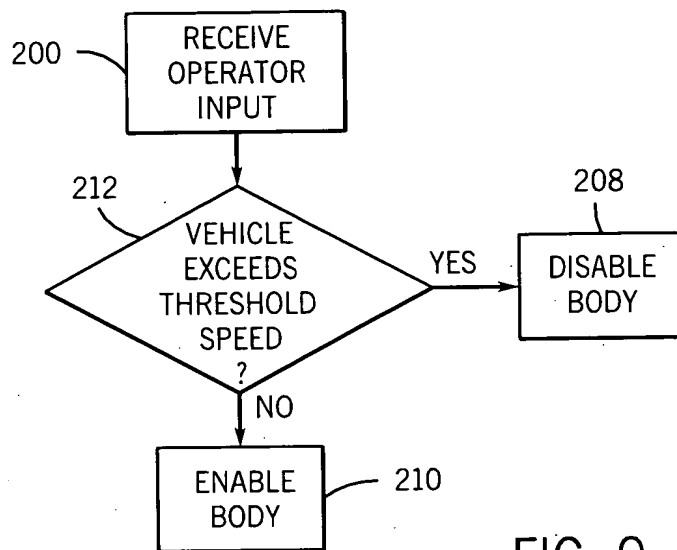 200
RECEIVE
OPERATOR
INPUT
212
VEHICLE
EXCEEDS
THRESHOLD
SPEED
?
YES
208
DISABLE
BODY
NO
ENABLE
BODY
210